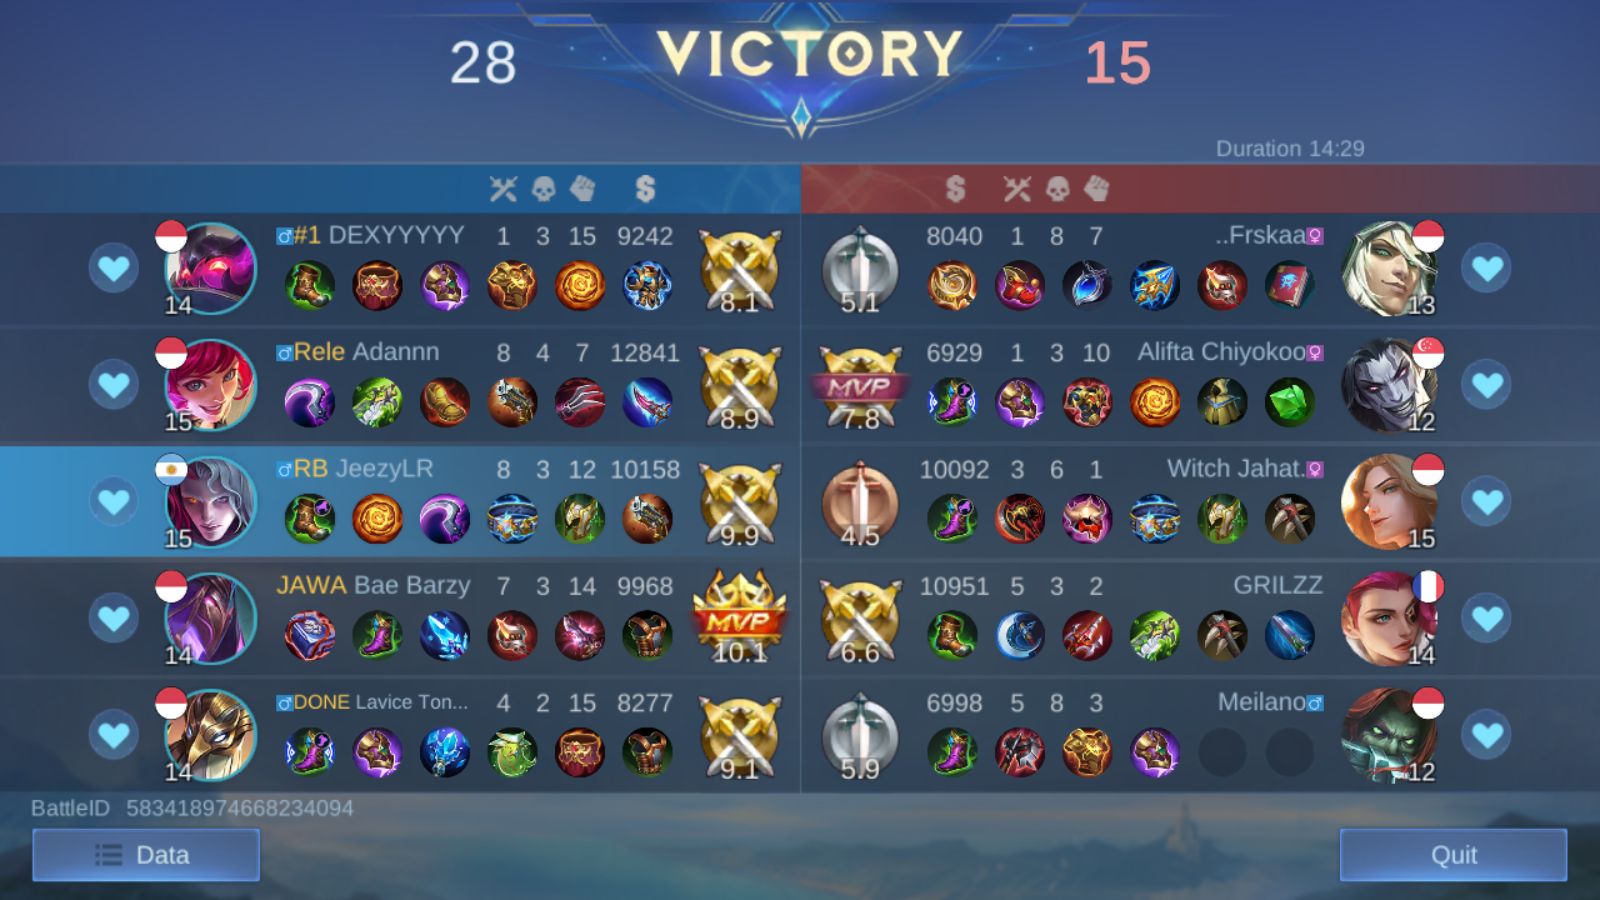 28 VICTORY 15
Duration 14:29
14 #1 DEXYYYYY 1 3 15 9242 8.1
5.1 8040 1 8 7 ..Frskaa 13
15 Rele Adannn 8 4 7 12841 8.9
MVP 7.8 6929 1 3 10 Alifta Chiyokoo 12
15 RB JeezyLR 8 3 12 10158 9.9
4.5 10092 3 6 1 Witch Jahat. 15
14 JAWA Bae Barzy 7 3 14 9968 MVP 10.1
6.6 10951 5 3 2 GRILZZ 14
14 DONE Lavice Ton... 4 2 15 8277 9.1
5.9 6998 5 8 3 Meilano 12
BattleID 583418974668234094
Data
Quit